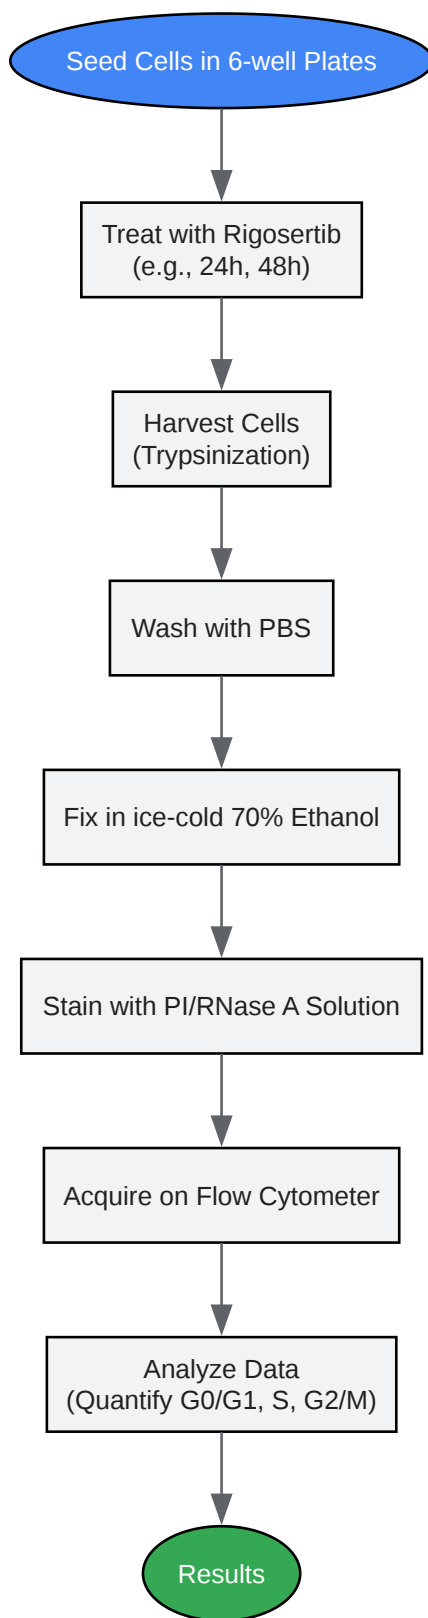 Seed Cells in 6-well Plates
Treat with Rigosertib
(e.g., 24h, 48h)
Harvest Cells
(Trypsinization)
Wash with PBS
Fix in ice-cold 70% Ethanol
Stain with PI/RNase A Solution
Acquire on Flow Cytometer
Analyze Data
(Quantify G0/G1, S, G2/M)
Results